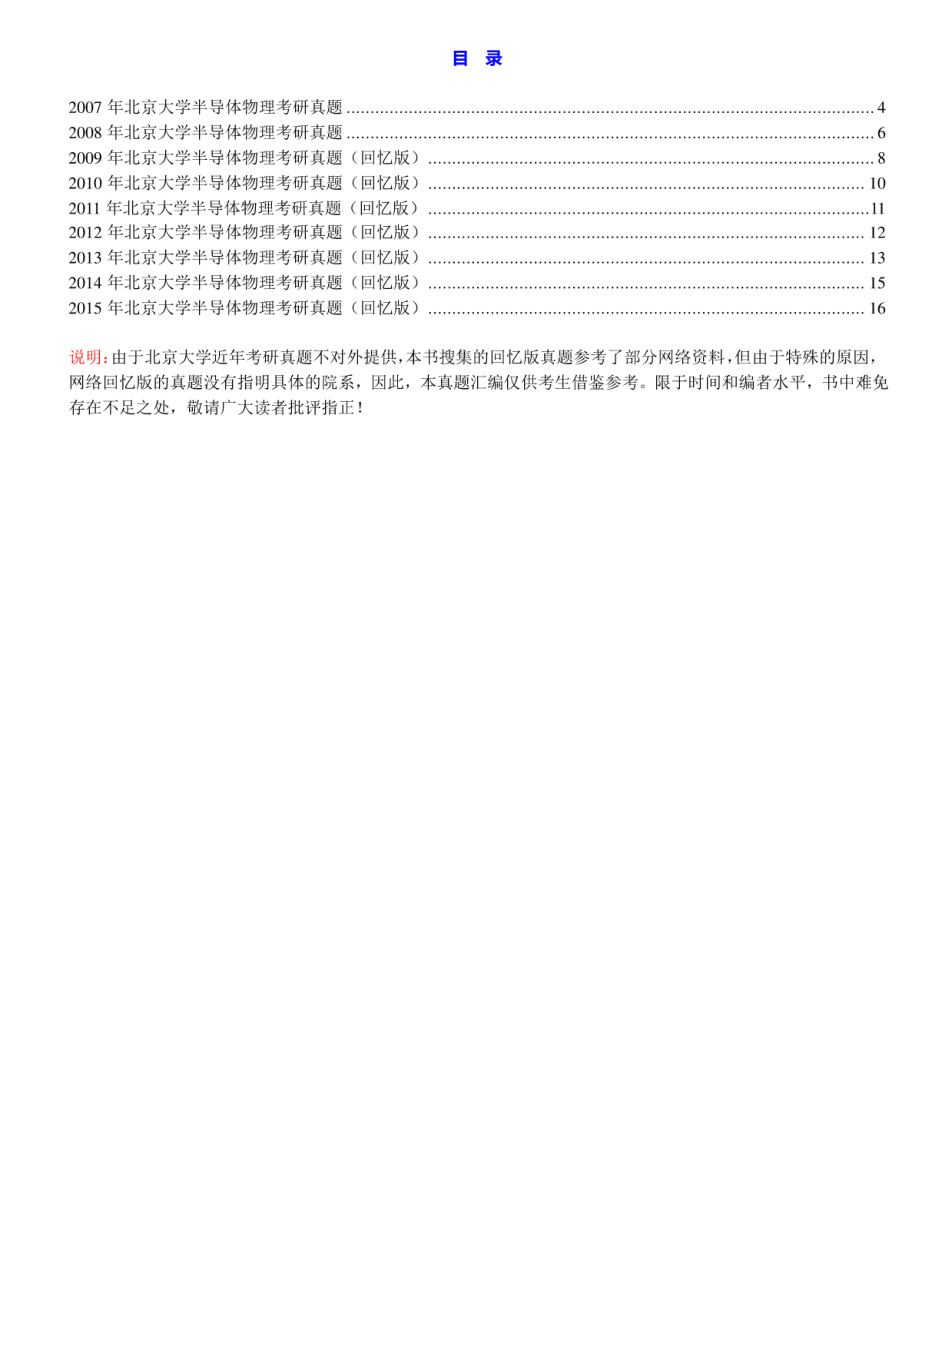 目 录
2007 年北京大学半导体物理考研真题 ................................................................................................................ 4
2008 年北京大学半导体物理考研真题 ................................................................................................................ 6
2009 年北京大学半导体物理考研真题（回忆版）.............................................................................................. 8
2010 年北京大学半导体物理考研真题（回忆版）............................................................................................ 10
2011 年北京大学半导体物理考研真题（回忆版）.............................................................................................11
2012 年北京大学半导体物理考研真题（回忆版）............................................................................................ 12
2013 年北京大学半导体物理考研真题（回忆版）............................................................................................ 13
2014 年北京大学半导体物理考研真题（回忆版）............................................................................................ 15
2015 年北京大学半导体物理考研真题（回忆版）............................................................................................ 16
说明：由于北京大学近年考研真题不对外提供，本书搜集的回忆版真题参考了部分网络资料，但由于特殊的原因，
网络回忆版的真题没有指明具体的院系，因此，本真题汇编仅供考生借鉴参考。限于时间和编者水平，书中难免
存在不足之处，敬请广大读者批评指正！